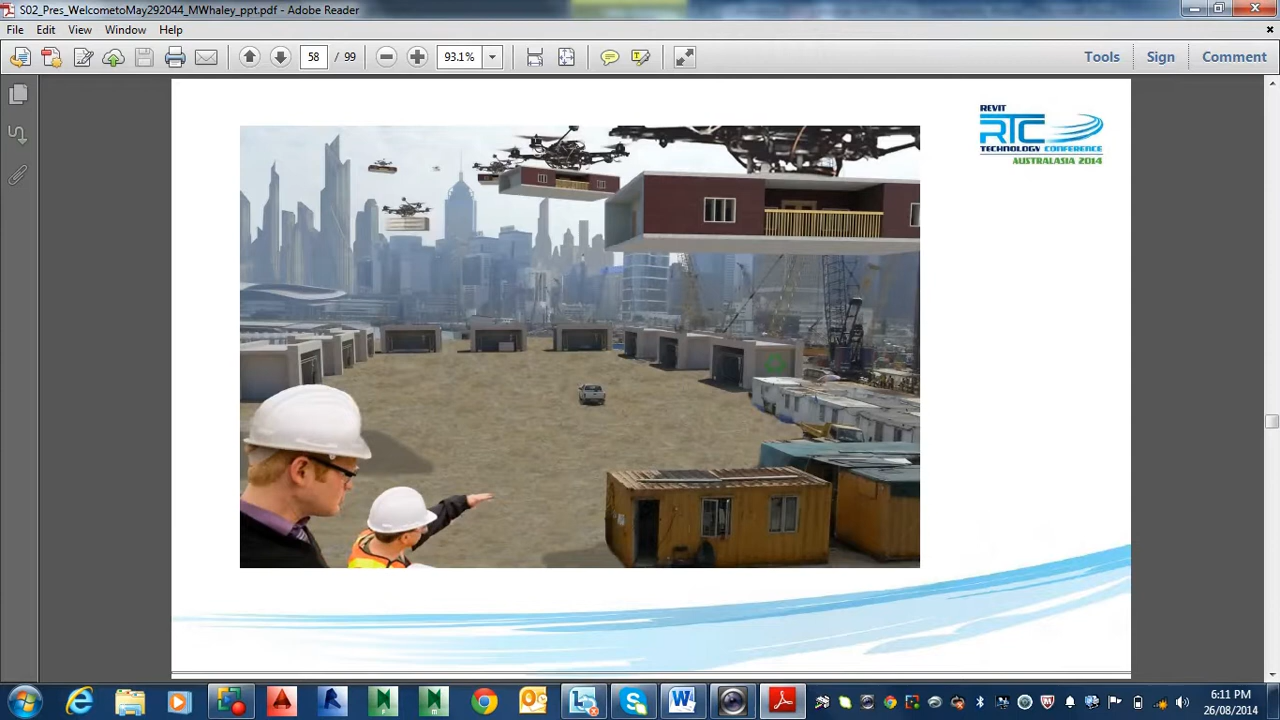 S02_Pres_WelcometoMay292044_MWhaley_ppt.pdf - Adobe Reader
File Edit View Window Help
58 / 99 93.1% Tools Sign Comment
REVIT
RTC
TECHNOLOGY CONFERENCE
AUSTRALASIA 2014
6:11 PM
26/08/2014